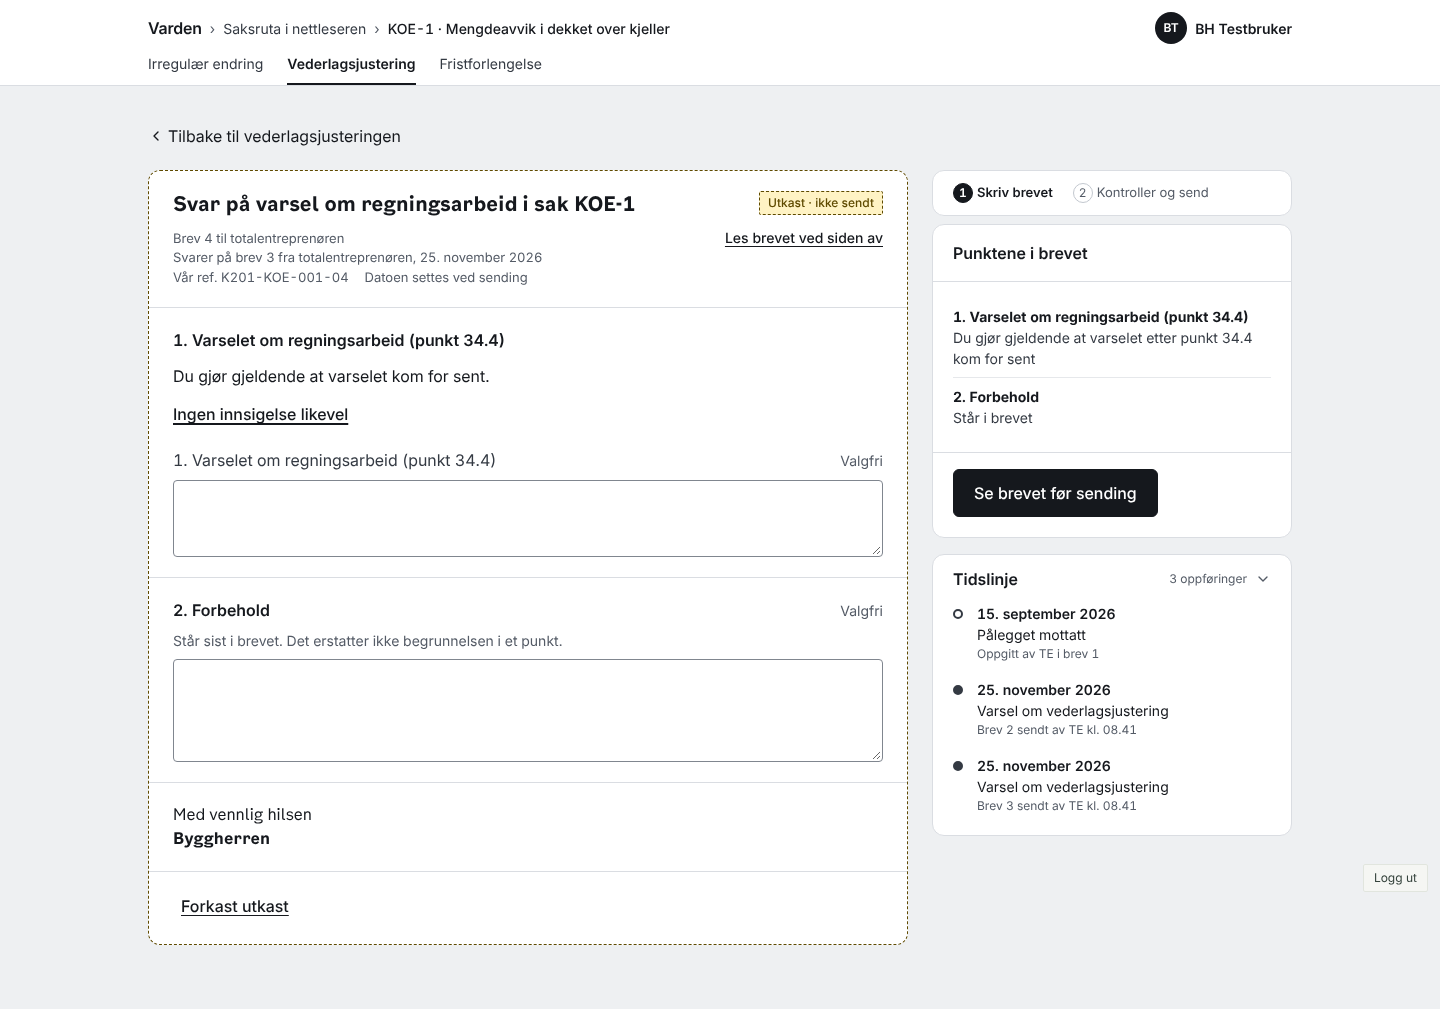 Varden › Saksruta i nettleseren › KOE-1 · Mengdeavvik i dekket over kjeller
BT BH Testbruker
Irregulær endring Vederlagsjustering Fristforlengelse
Tilbake til vederlagsjusteringen
Svar på varsel om regningsarbeid i sak KOE-1
Utkast · ikke sendt
Brev 4 til totalentreprenøren
Les brevet ved siden av
Svarer på brev 3 fra totalentreprenøren, 25. november 2026
Vår ref. K201-KOE-001-04 Datoen settes ved sending
1. Varselet om regningsarbeid (punkt 34.4)
Du gjør gjeldende at varselet kom for sent.
Ingen innsigelse likevel
1. Varselet om regningsarbeid (punkt 34.4) Valgfri
2. Forbehold Valgfri
Står sist i brevet. Det erstatter ikke begrunnelsen i et punkt.
Med vennlig hilsen
Byggherren
Forkast utkast
1 Skriv brevet 2 Kontroller og send
Punktene i brevet
1. Varselet om regningsarbeid (punkt 34.4)
Du gjør gjeldende at varselet etter punkt 34.4
kom for sent
2. Forbehold
Står i brevet
Se brevet før sending
Tidslinje 3 oppføringer
15. september 2026
Pålegget mottatt
Oppgitt av TE i brev 1
25. november 2026
Varsel om vederlagsjustering
Brev 2 sendt av TE kl. 08.41
25. november 2026
Varsel om vederlagsjustering
Brev 3 sendt av TE kl. 08.41
Logg ut